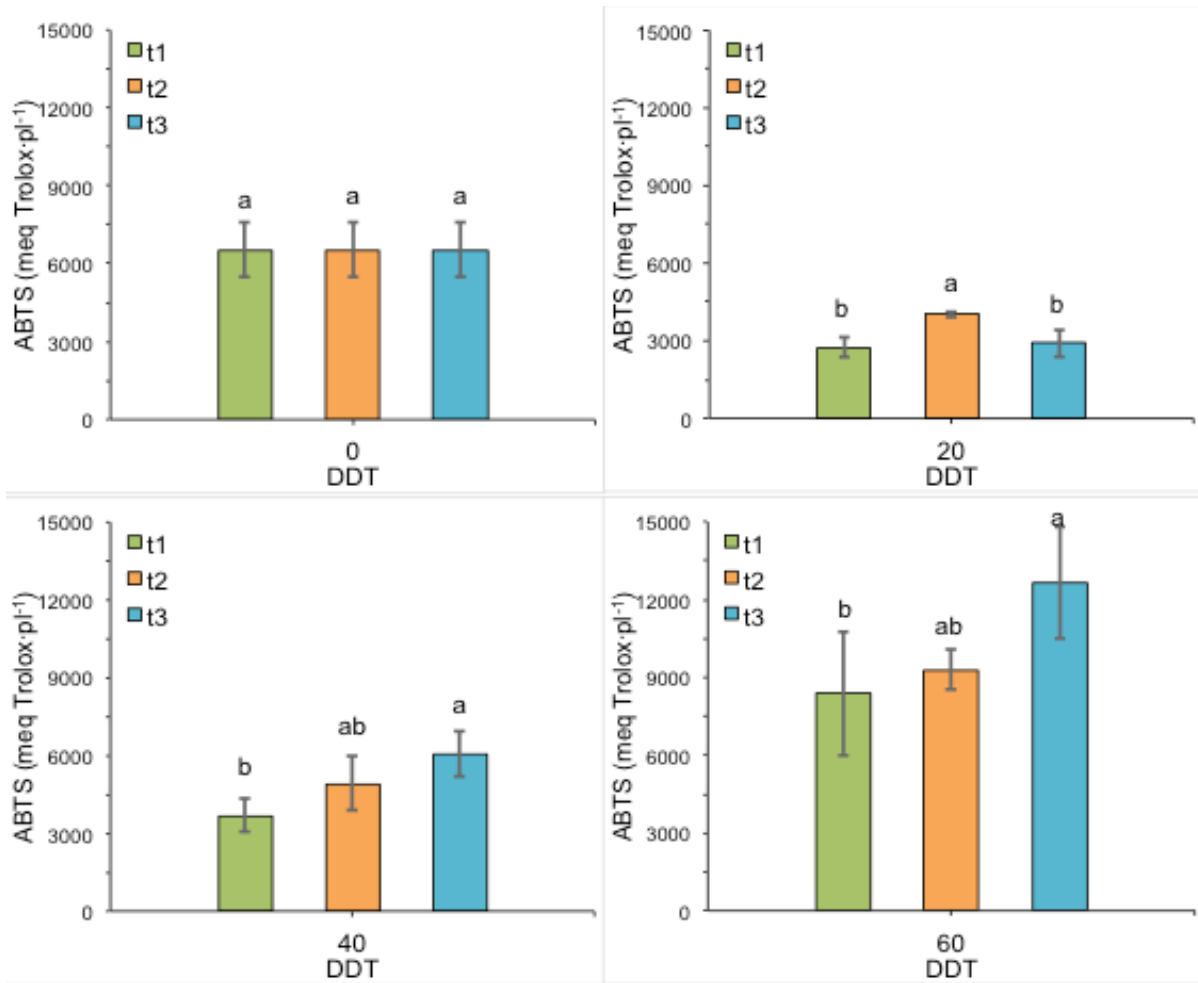 ABTS (meq Trolox·pl⁻¹)
15000
12000
9000
6000
3000
0
t1
t2
t3
a
a
a
0
DDT
ABTS (meq Trolox·pl⁻¹)
15000
12000
9000
6000
3000
0
t1
t2
t3
b
a
b
20
DDT
ABTS (meq Trolox·pl⁻¹)
15000
12000
9000
6000
3000
0
t1
t2
t3
b
ab
a
40
DDT
ABTS (meq Trolox·pl⁻¹)
15000
12000
9000
6000
3000
0
t1
t2
t3
b
ab
a
60
DDT